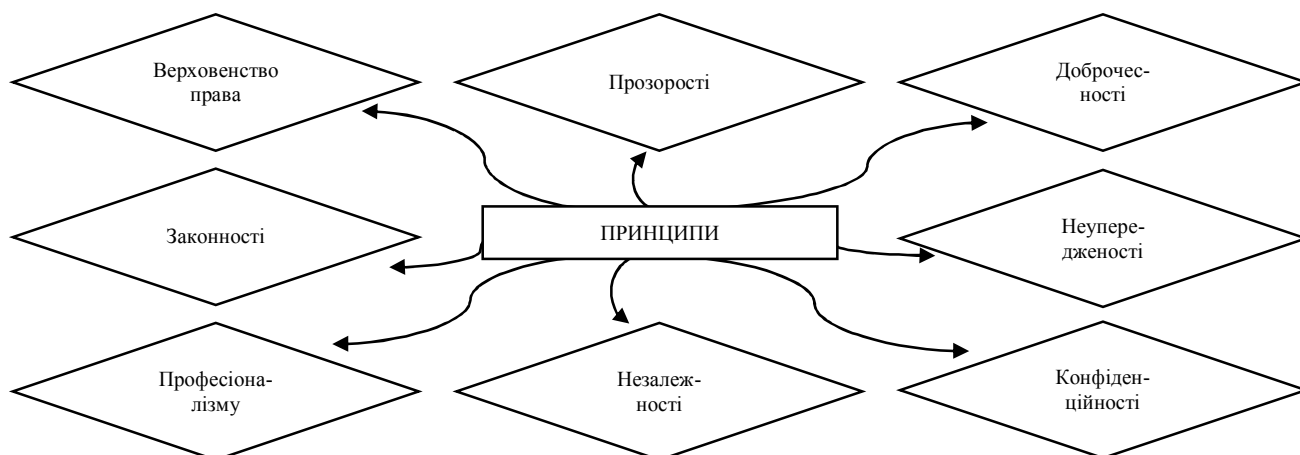 Верховенство
права
Прозорості
Доброчес-
ності
Законності
ПРИНЦИПИ
Неупере-
дженості
Професіона-
лізму
Незалеж-
ності
Конфіден-
ційності